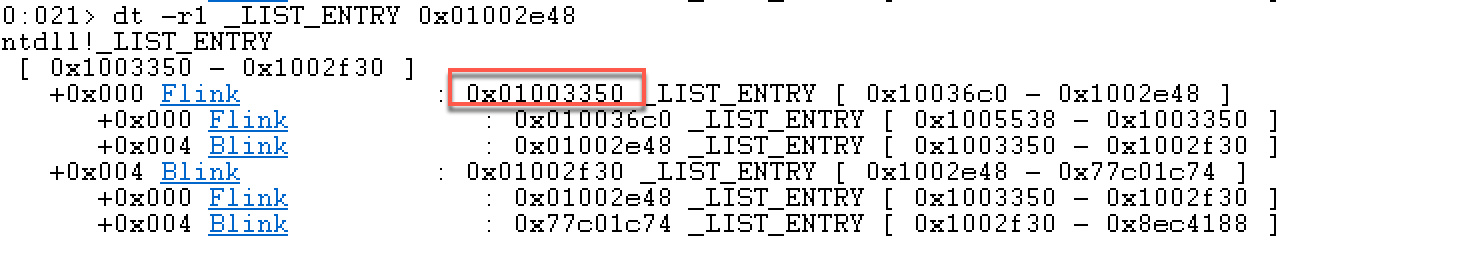 0:021> dt -r1 _LIST_ENTRY 0x01002e48
ntdll!_LIST_ENTRY
[ 0x1003350 - 0x1002f30 ]
+0x000 Flink : 0x01003350 _LIST_ENTRY [ 0x10036c0 - 0x1002e48 ]
+0x000 Flink : 0x010036c0 _LIST_ENTRY [ 0x1005538 - 0x1003350 ]
+0x004 Blink : 0x01002e48 _LIST_ENTRY [ 0x1003350 - 0x1002f30 ]
+0x004 Blink : 0x01002f30 _LIST_ENTRY [ 0x1002e48 - 0x77c01c74 ]
+0x000 Flink : 0x01002e48 _LIST_ENTRY [ 0x1003350 - 0x1002f30 ]
+0x004 Blink : 0x77c01c74 _LIST_ENTRY [ 0x1002f30 - 0x8ec4188 ]